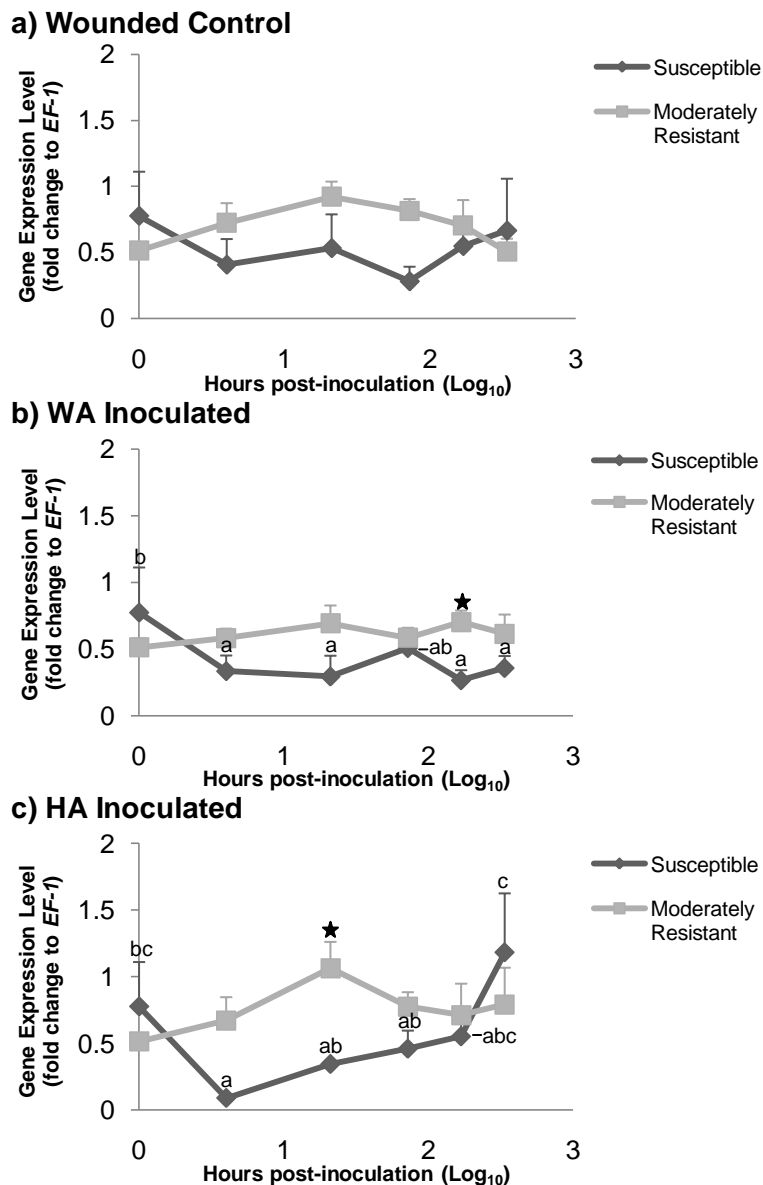 a) Wounded Control
Gene Expression Level
(fold change to EF-1)
2
1.5
1
0.5
0
0 1 2 3
Hours post-inoculation (Log10)
Susceptible
Moderately
Resistant
b) WA Inoculated
Gene Expression Level
(fold change to EF-1)
2
1.5
1
0.5
0
b
a
a
ab
a
a
0 1 2 3
Hours post-inoculation (Log10)
Susceptible
Moderately
Resistant
c) HA Inoculated
Gene Expression Level
(fold change to EF-1)
2
1.5
1
0.5
0
bc
a
ab
ab
abc
c
0 1 2 3
Hours post-inoculation (Log10)
Susceptible
Moderately
Resistant